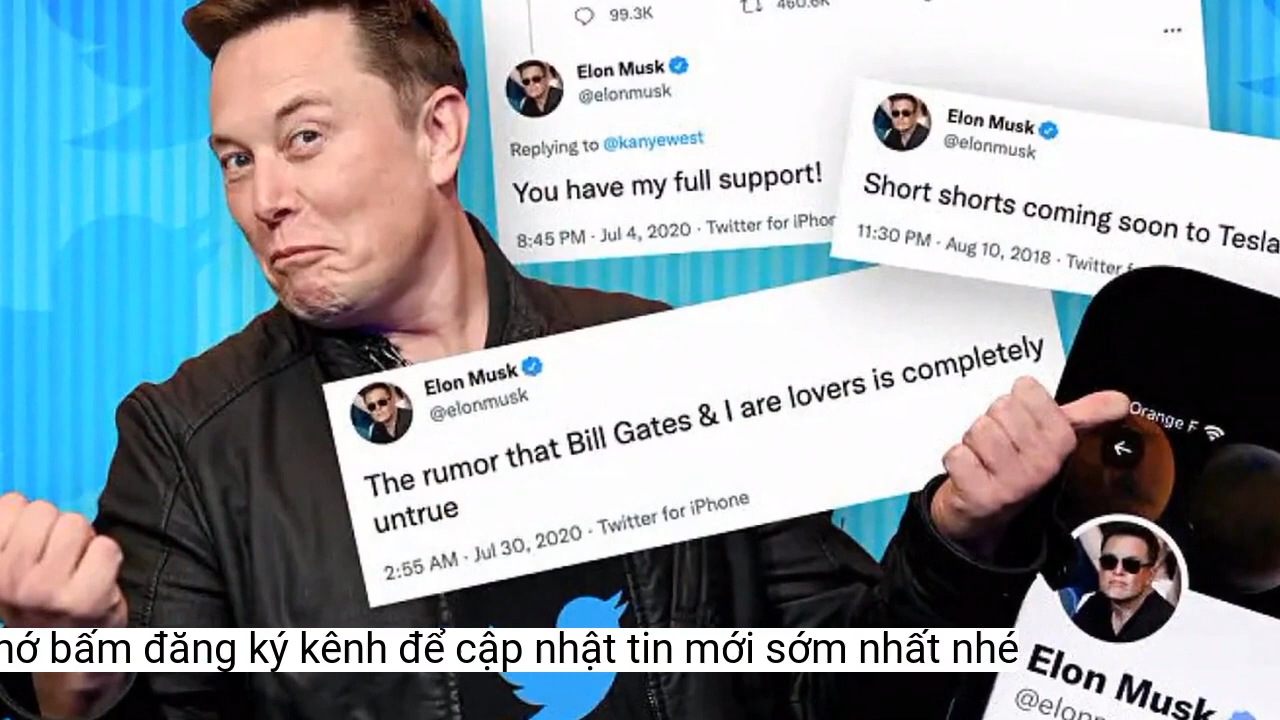 99.3K
460.6K
Elon Musk
@elonmusk
Replying to @kanyewest
You have my full support!
8:45 PM · Jul 4, 2020 · Twitter for
Elon Musk
@elonmusk
Short shorts coming soon to Tesla
11:30 PM · Aug 10, 2018 · Twitter
Elon Musk
@elonmusk
The rumor that Bill Gates & I are lovers is completely
untrue
2:55 AM · Jul 30, 2020 · Twitter for iPhone
Orange F
Elon Musk
bấm đăng ký kênh để cập nhật tin mới sớm nhất nhé